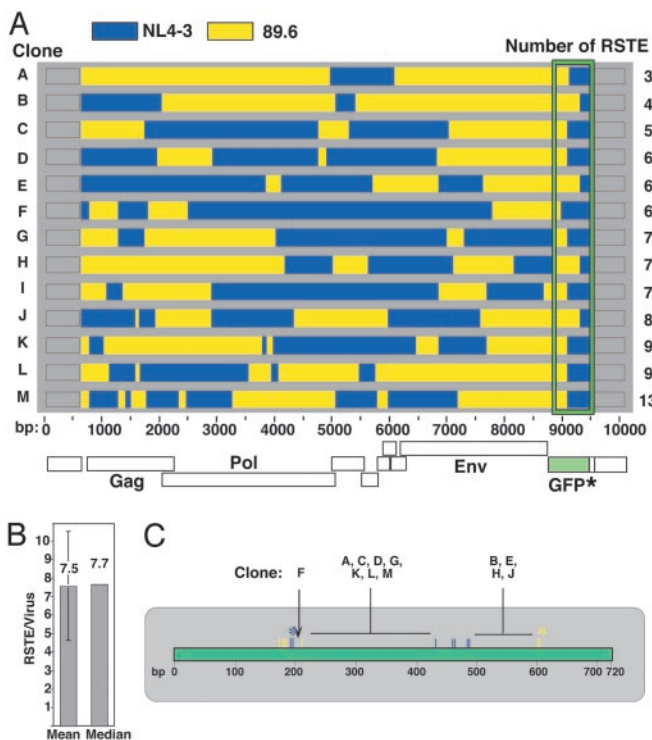 A
NL4-3 89.6
Clone Number of RSTE
A 3
B 4
C 5
D 6
E 6
F 6
G 7
H 7
I 7
J 8
K 9
L 9
M 13
bp: 0 1000 2000 3000 4000 5000 6000 7000 8000 9000 10000
Pol Env
Gag GFP*
B
RSTE/Virus
10
9
8
7
6
5
4
3
2
1
7.5 7.7
Mean Median
C
Clone: F A, C, D, G, K, L, M B, E, H, J
* *
bp 0 100 200 300 400 500 600 700 720